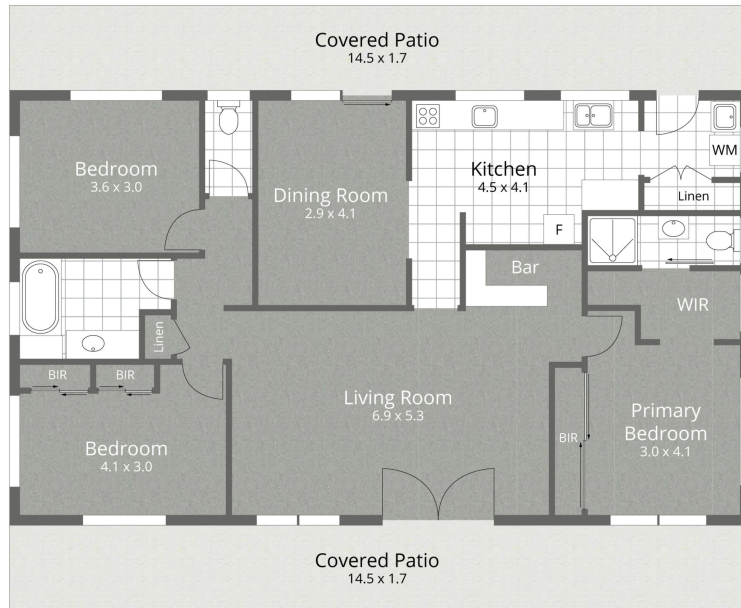 Covered Patio
14.5 x 1.7
Bedroom
3.6 x 3.0
Dining Room
2.9 x 4.1
Kitchen
4.5 x 4.1
WM
Linen
F
Bar
WIR
Linen
BIR
BIR
Living Room
6.9 x 5.3
Primary
Bedroom
3.0 x 4.1
BIR
Bedroom
4.1 x 3.0
Covered Patio
14.5 x 1.7